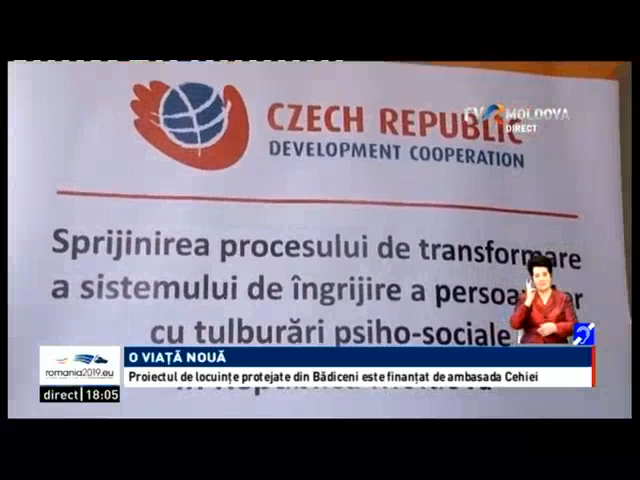 CZECH REPUBLIC
DEVELOPMENT COOPERATION
TV MOLDOVA
DIRECT
Sprijinirea procesului de transformare
a sistemului de îngrijire a
cu tulburări psiho-sociale
romania2019.eu
O VIAȚĂ NOUĂ
Proiectul de locuințe protejate din Bădiceni este finanțat de ambasada Cehiei
direct 18:05